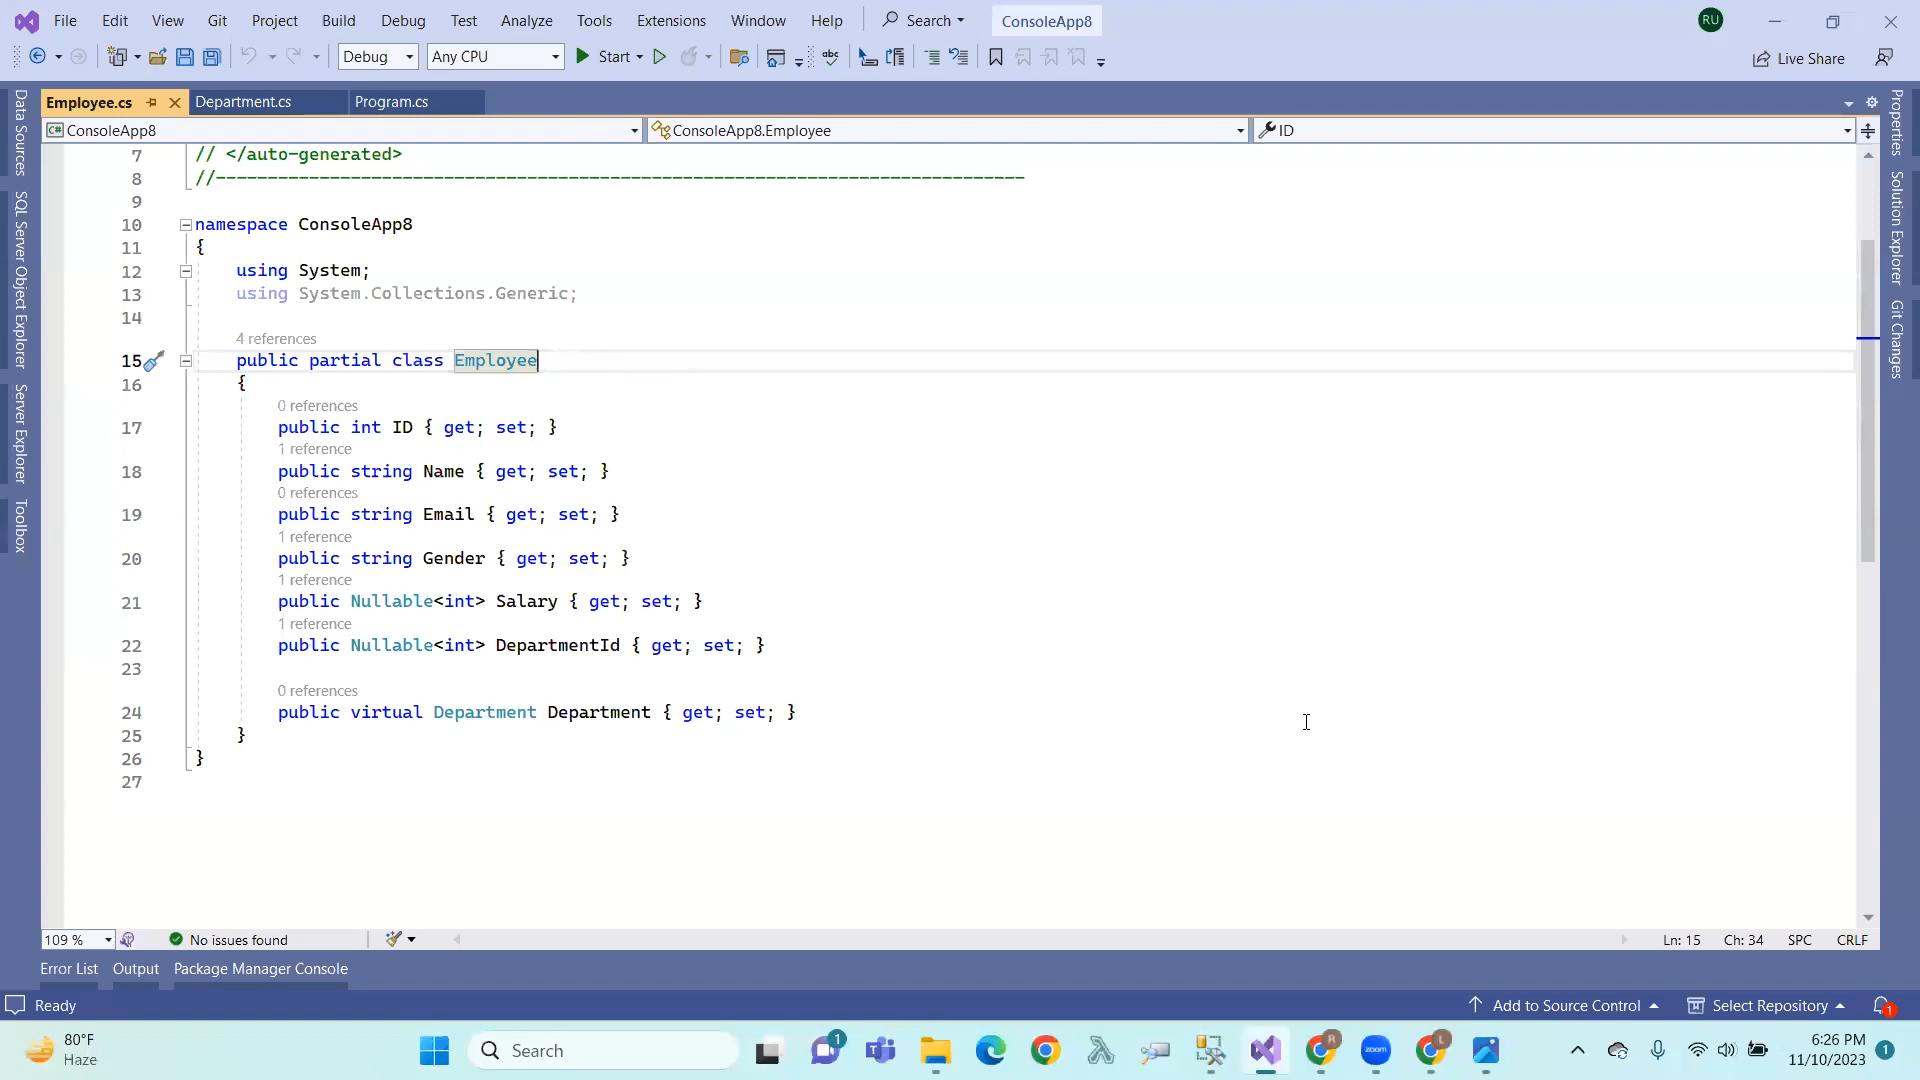 File Edit View Git Project Build Debug Test Analyze Tools Extensions Window Help Search ConsoleApp8 RU
Debug Any CPU Start abc Live Share
Employee.cs Department.cs Program.cs
C# ConsoleApp8 ConsoleApp8.Employee ID
7 // </auto-generated>
8 //------------------------------------------------------------------------------
9
10 namespace ConsoleApp8
11 {
12 using System;
13 using System.Collections.Generic;
14
4 references
15 public partial class Employee
16 {
0 references
17 public int ID { get; set; }
1 reference
18 public string Name { get; set; }
0 references
19 public string Email { get; set; }
1 reference
20 public string Gender { get; set; }
1 reference
21 public Nullable<int> Salary { get; set; }
1 reference
22 public Nullable<int> DepartmentId { get; set; }
23
0 references
24 public virtual Department Department { get; set; }
25 }
26 }
27
Data Sources
SQL Server Object Explorer
Server Explorer
Toolbox
Properties
Solution Explorer
Git Changes
109 % No issues found Ln: 15 Ch: 34 SPC CRLF
Error List Output Package Manager Console
Ready Add to Source Control Select Repository 1
80°F
Haze
Search
1
R
zoom
L
6:26 PM
11/10/2023
1